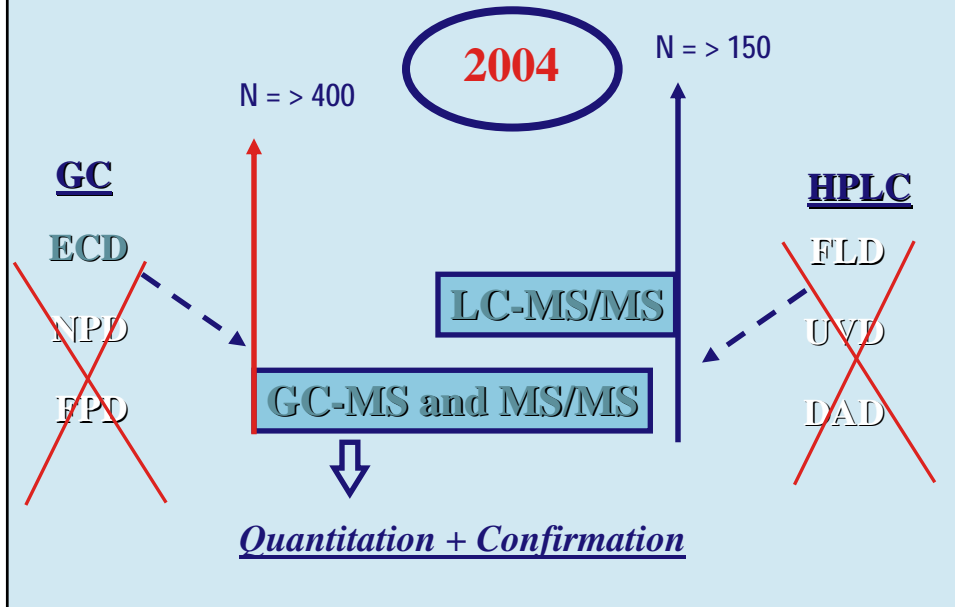 2004
N = > 150
N = > 400
GC
HPLC
ECD
FLD
LC-MS/MS
NPD
UVD
GC-MS and MS/MS
FPD
DAD
Quantitation + Confirmation